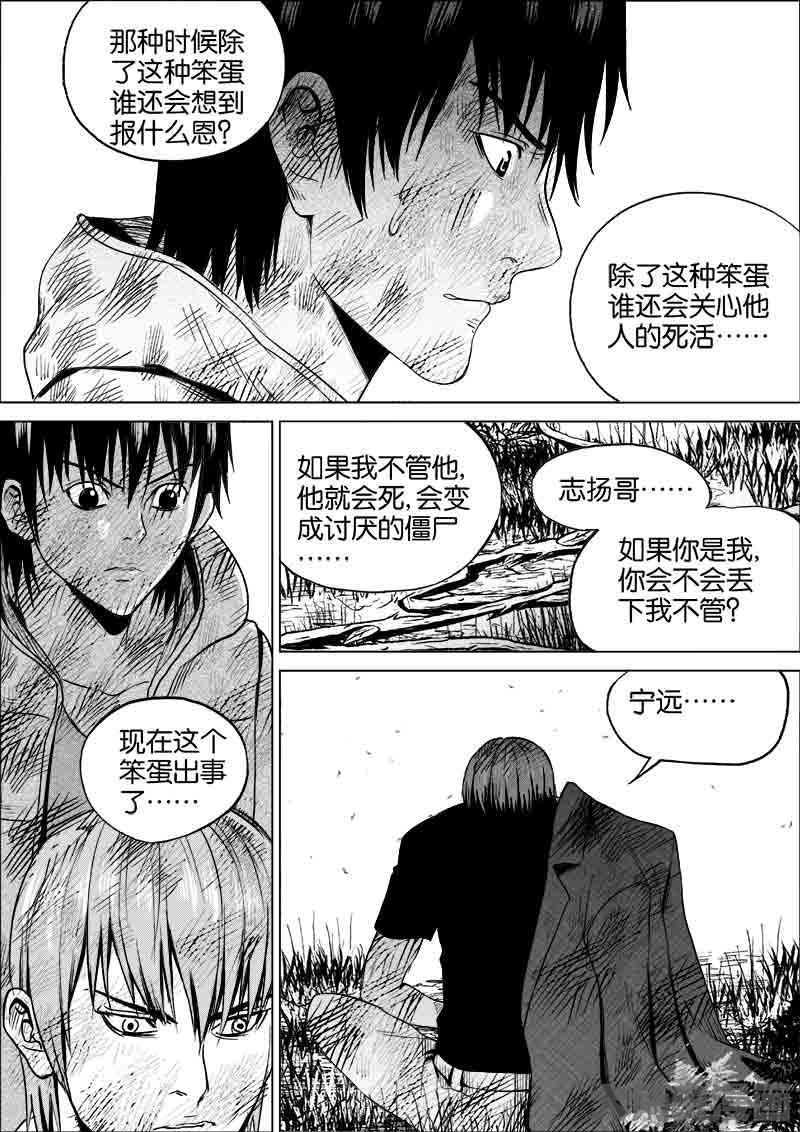 那种时候除
了这种笨蛋
谁还会想到
报什么恩？
除了这种笨蛋
谁还会关心他
人的死活……
现在这个
笨蛋出事
了……
如果我不管他,
他就会死,会变
成讨厌的僵尸
……
志扬哥……
如果你是我,
你会不会丢
下我不管？
宁远……